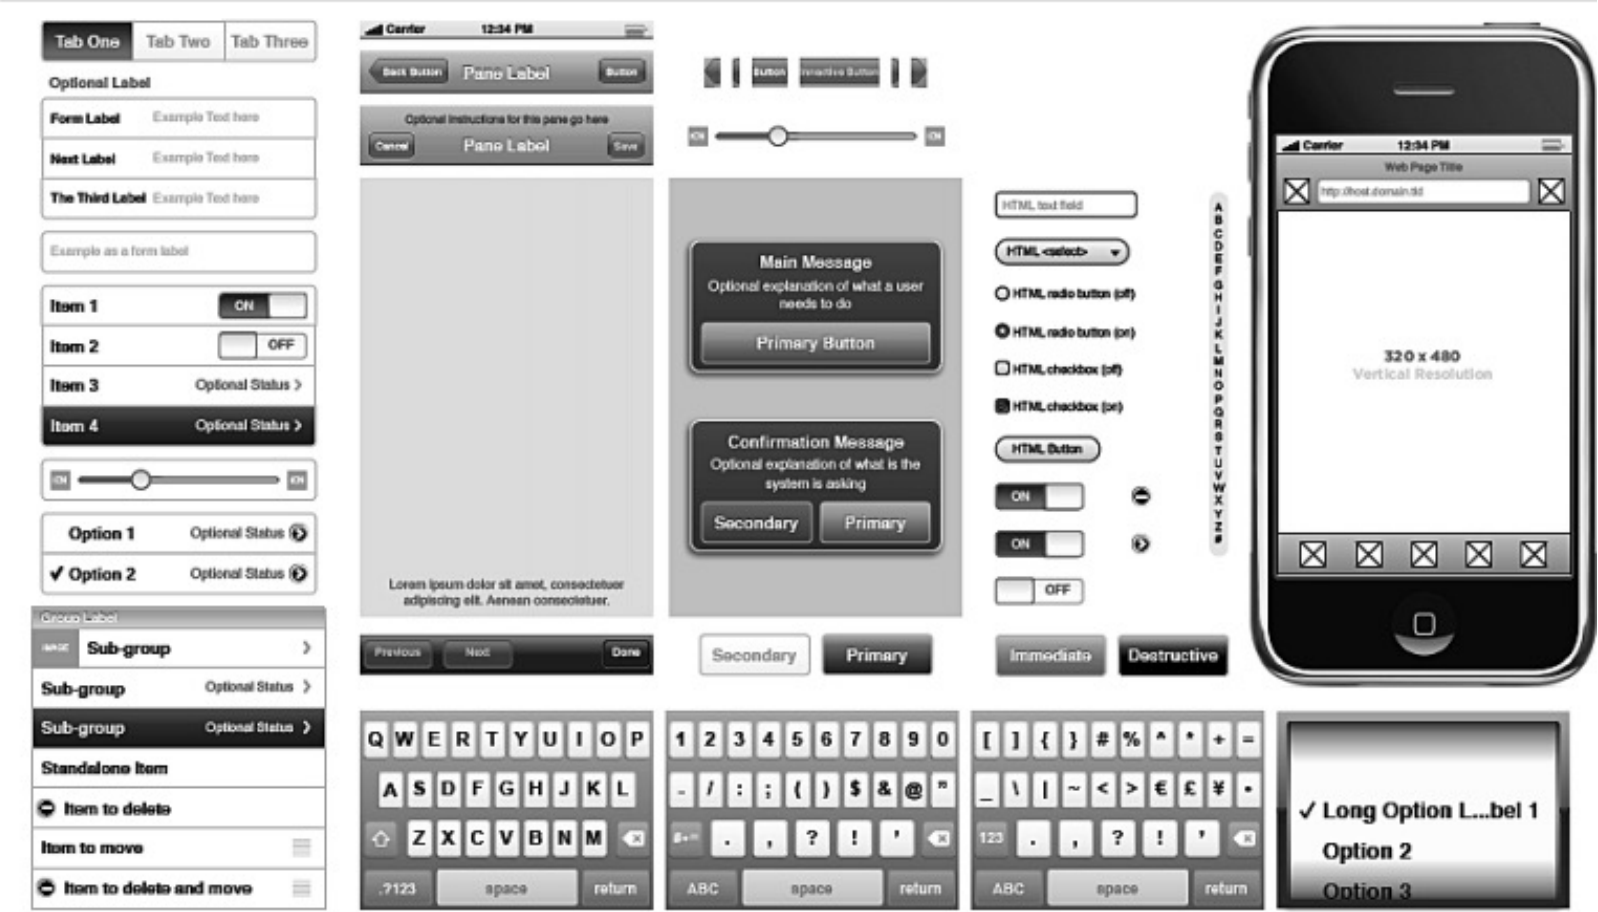 Tab One Tab Two Tab Three
Optional Label
Form Label Example Text here
Next Label Example Text here
The Third Label Example Text here
Example as a form label
Item 1 ON
Item 2 OFF
Item 3 Optional Status
Item 4 Optional Status
ICN ICN
Option 1 Optional Status
Option 2 Optional Status
Group Label
IMAGE Sub-group
Sub-group Optional Status
Sub-group Optional Status
Standalone Item
Item to delete
Item to move
Item to delete and move
Carrier 12:34 PM
Back Button Pane Label Button
Optional instructions for this pane go here
Cancel Pane Label Save
Lorem ipsum dolor sit amet, consectetuer
adipiscing elit. Aenean consectetuer.
Previous Next Done
Button Inactive Button
ICN ICN
Main Message
Optional explanation of what a user
needs to do
Primary Button
Confirmation Message
Optional explanation of what is the
system is asking
Secondary Primary
Secondary Primary
HTML text field
HTML <select>
HTML radio button (off)
HTML radio button (on)
HTML checkbox (off)
HTML checkbox (on)
HTML Button
ON
ON
OFF
Immediate Destructive
A
B
C
D
E
F
G
H
I
J
K
L
M
N
O
P
Q
R
S
T
U
V
W
X
Y
Z
#
Carrier 12:34 PM
Web Page Title
http://host.domain.tld
320 x 480
Vertical Resolution
Q W E R T Y U I O P
A S D F G H J K L
Z X C V B N M
.?123 space return
1 2 3 4 5 6 7 8 9 0
- / : ; ( ) $ & @ "
#+= . , ? ! '
ABC space return
[ ] { } # % ^ * + =
_ \ | ~ < > € £ ¥ •
123 . , ? ! '
ABC space return
✓ Long Option L...bel 1
Option 2
Option 3